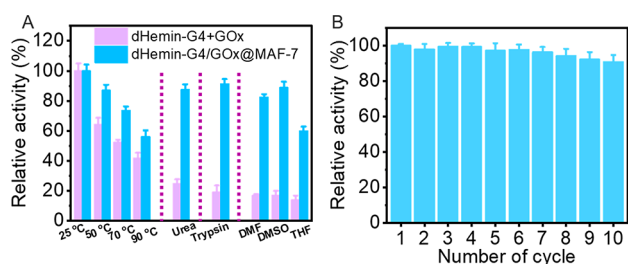 A
Relative activity (%)
120
100
80
60
40
20
0
dHemin-G4+GOx
dHemin-G4/GOx@MAF-7
25 °C 50 °C 70 °C 90 °C Urea Trypsin DMF DMSO THF
B
Relative activity (%)
100
80
60
40
20
0
1 2 3 4 5 6 7 8 9 10
Number of cycle